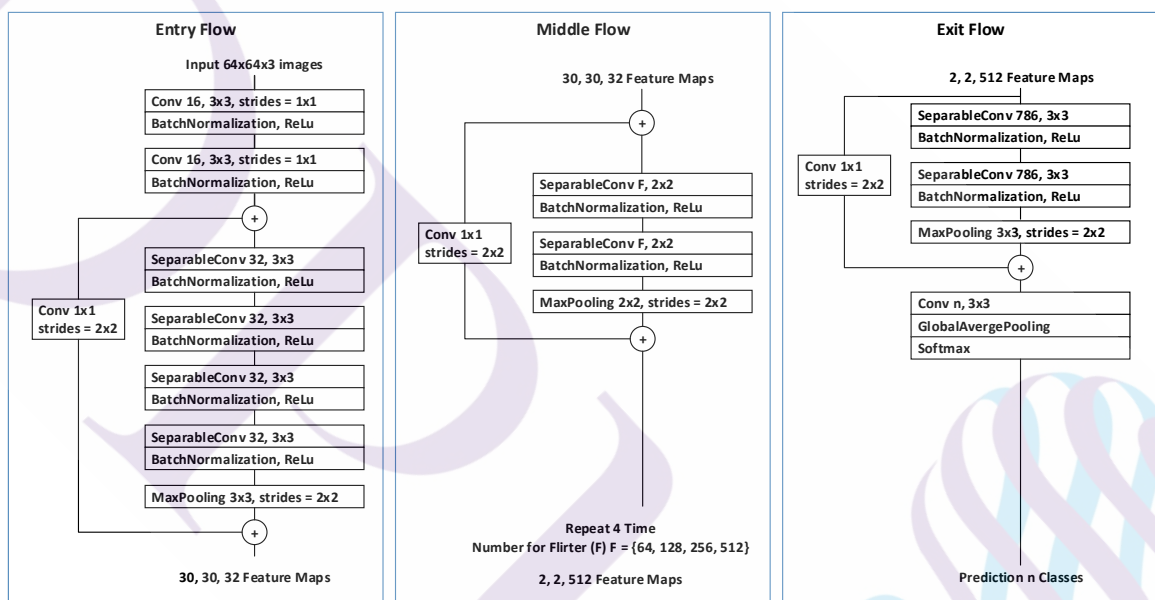 Entry Flow
Input 64x64x3 images
Conv 16, 3x3, strides = 1x1
BatchNormalization, ReLu
Conv 16, 3x3, strides = 1x1
BatchNormalization, ReLu
+
SeparableConv 32, 3x3
BatchNormalization, ReLu
Conv 1x1
strides = 2x2
SeparableConv 32, 3x3
BatchNormalization, ReLu
SeparableConv 32, 3x3
BatchNormalization, ReLu
SeparableConv 32, 3x3
BatchNormalization, ReLu
MaxPooling 3x3, strides = 2x2
+
30, 30, 32 Feature Maps
Middle Flow
30, 30, 32 Feature Maps
+
SeparableConv F, 2x2
BatchNormalization, ReLu
Conv 1x1
strides = 2x2
SeparableConv F, 2x2
BatchNormalization, ReLu
MaxPooling 2x2, strides = 2x2
+
Repeat 4 Time
Number for Flirter (F) F = {64, 128, 256, 512}
2, 2, 512 Feature Maps
Exit Flow
2, 2, 512 Feature Maps
SeparableConv 786, 3x3
BatchNormalization, ReLu
Conv 1x1
strides = 2x2
SeparableConv 786, 3x3
BatchNormalization, ReLu
MaxPooling 3x3, strides = 2x2
+
Conv n, 3x3
GlobalAvergePooling
Softmax
Prediction n Classes